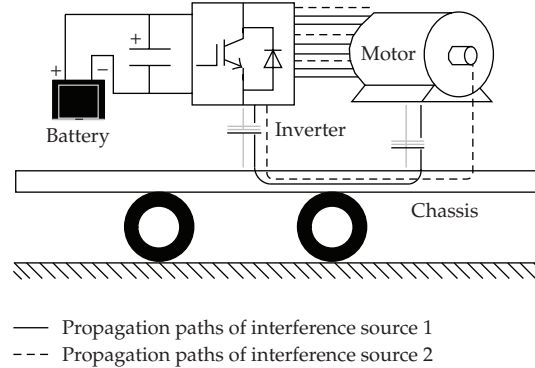 +
Motor
+
−
Battery
Inverter
Chassis
Propagation paths of interference source 1
Propagation paths of interference source 2